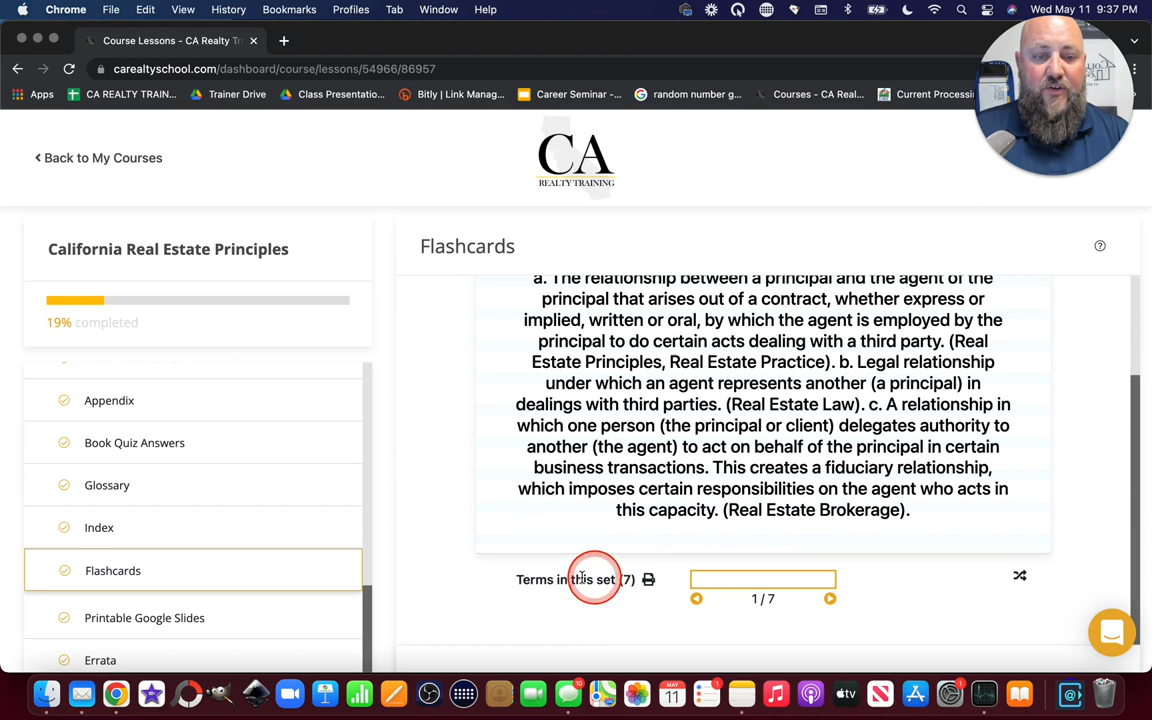 Chrome File Edit View History Bookmarks Profiles Tab Window Help Wed May 11 9:37 PM
Course Lessons - CA Realty Tr
carealtyschool.com/dashboard/course/lessons/54966/86957
Apps CA REALTY TRAIN... Trainer Drive Class Presentatio... Bitly | Link Manag... Career Seminar -... random number g... Courses - CA Real... Current Processin
Back to My Courses
CA
REALTY TRAINING
California Real Estate Principles
19% completed
Appendix
Book Quiz Answers
Glossary
Index
Flashcards
Printable Google Slides
Errata
Flashcards
a. The relationship between a principal and the agent of the
principal that arises out of a contract, whether express or
implied, written or oral, by which the agent is employed by the
principal to do certain acts dealing with a third party. (Real
Estate Principles, Real Estate Practice). b. Legal relationship
under which an agent represents another (a principal) in
dealings with third parties. (Real Estate Law). c. A relationship in
which one person (the principal or client) delegates authority to
another (the agent) to act on behalf of the principal in certain
business transactions. This creates a fiduciary relationship,
which imposes certain responsibilities on the agent who acts in
this capacity. (Real Estate Brokerage).
Terms in this set (7)
1 / 7